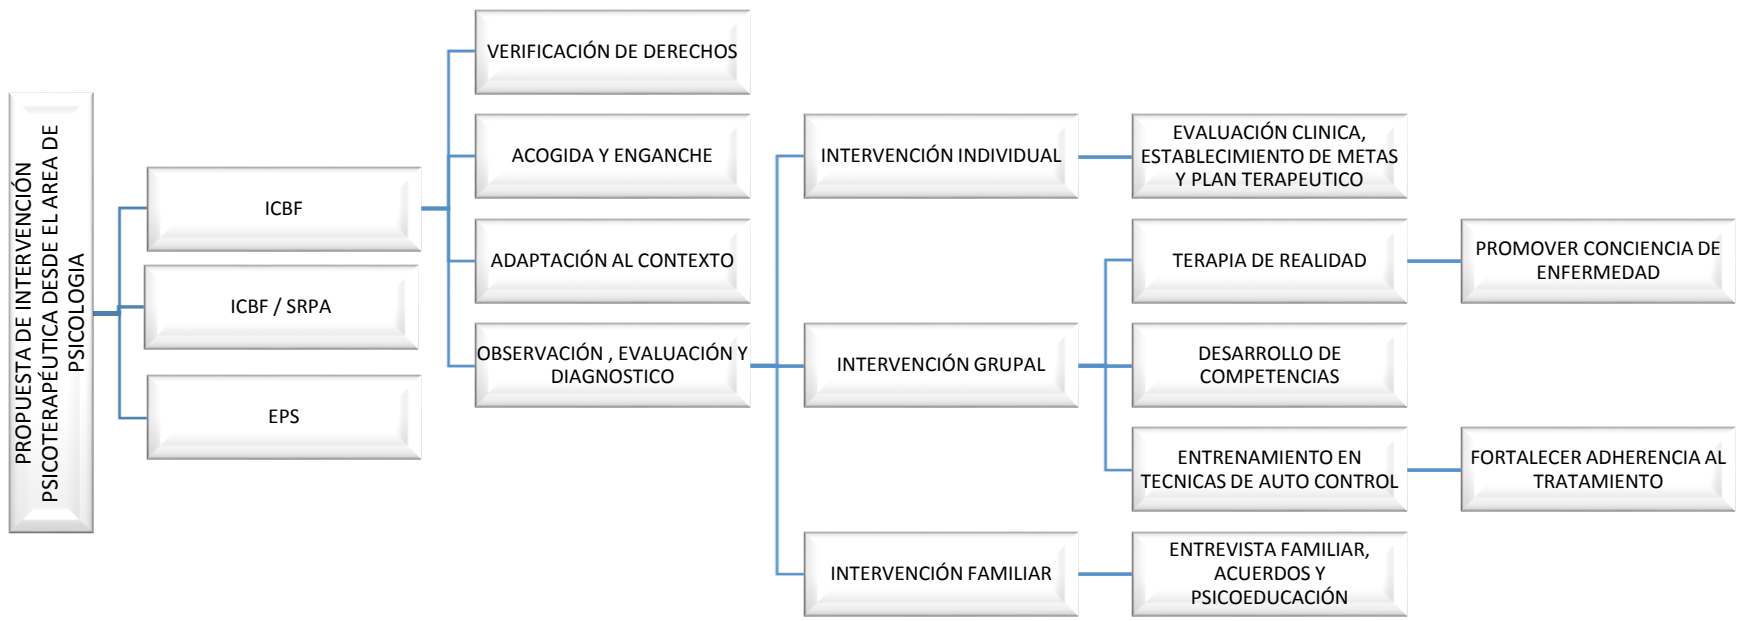 PROPUESTA DE INTERVENCIÓN
PSICOTERAPÉUTICA DESDE EL AREA DE
PSICOLOGIA
ICBF
ICBF / SRPA
EPS
VERIFICACIÓN DE DERECHOS
ACOGIDA Y ENGANCHE
ADAPTACIÓN AL CONTEXTO
OBSERVACIÓN , EVALUACIÓN Y
DIAGNOSTICO
INTERVENCIÓN INDIVIDUAL
EVALUACIÓN CLINICA,
ESTABLECIMIENTO DE METAS
Y PLAN TERAPEUTICO
INTERVENCIÓN GRUPAL
TERAPIA DE REALIDAD
PROMOVER CONCIENCIA DE
ENFERMEDAD
DESARROLLO DE
COMPETENCIAS
ENTRENAMIENTO EN
TECNICAS DE AUTO CONTROL
FORTALECER ADHERENCIA AL
TRATAMIENTO
INTERVENCIÓN FAMILIAR
ENTREVISTA FAMILIAR,
ACUERDOS Y
PSICOEDUCACIÓN